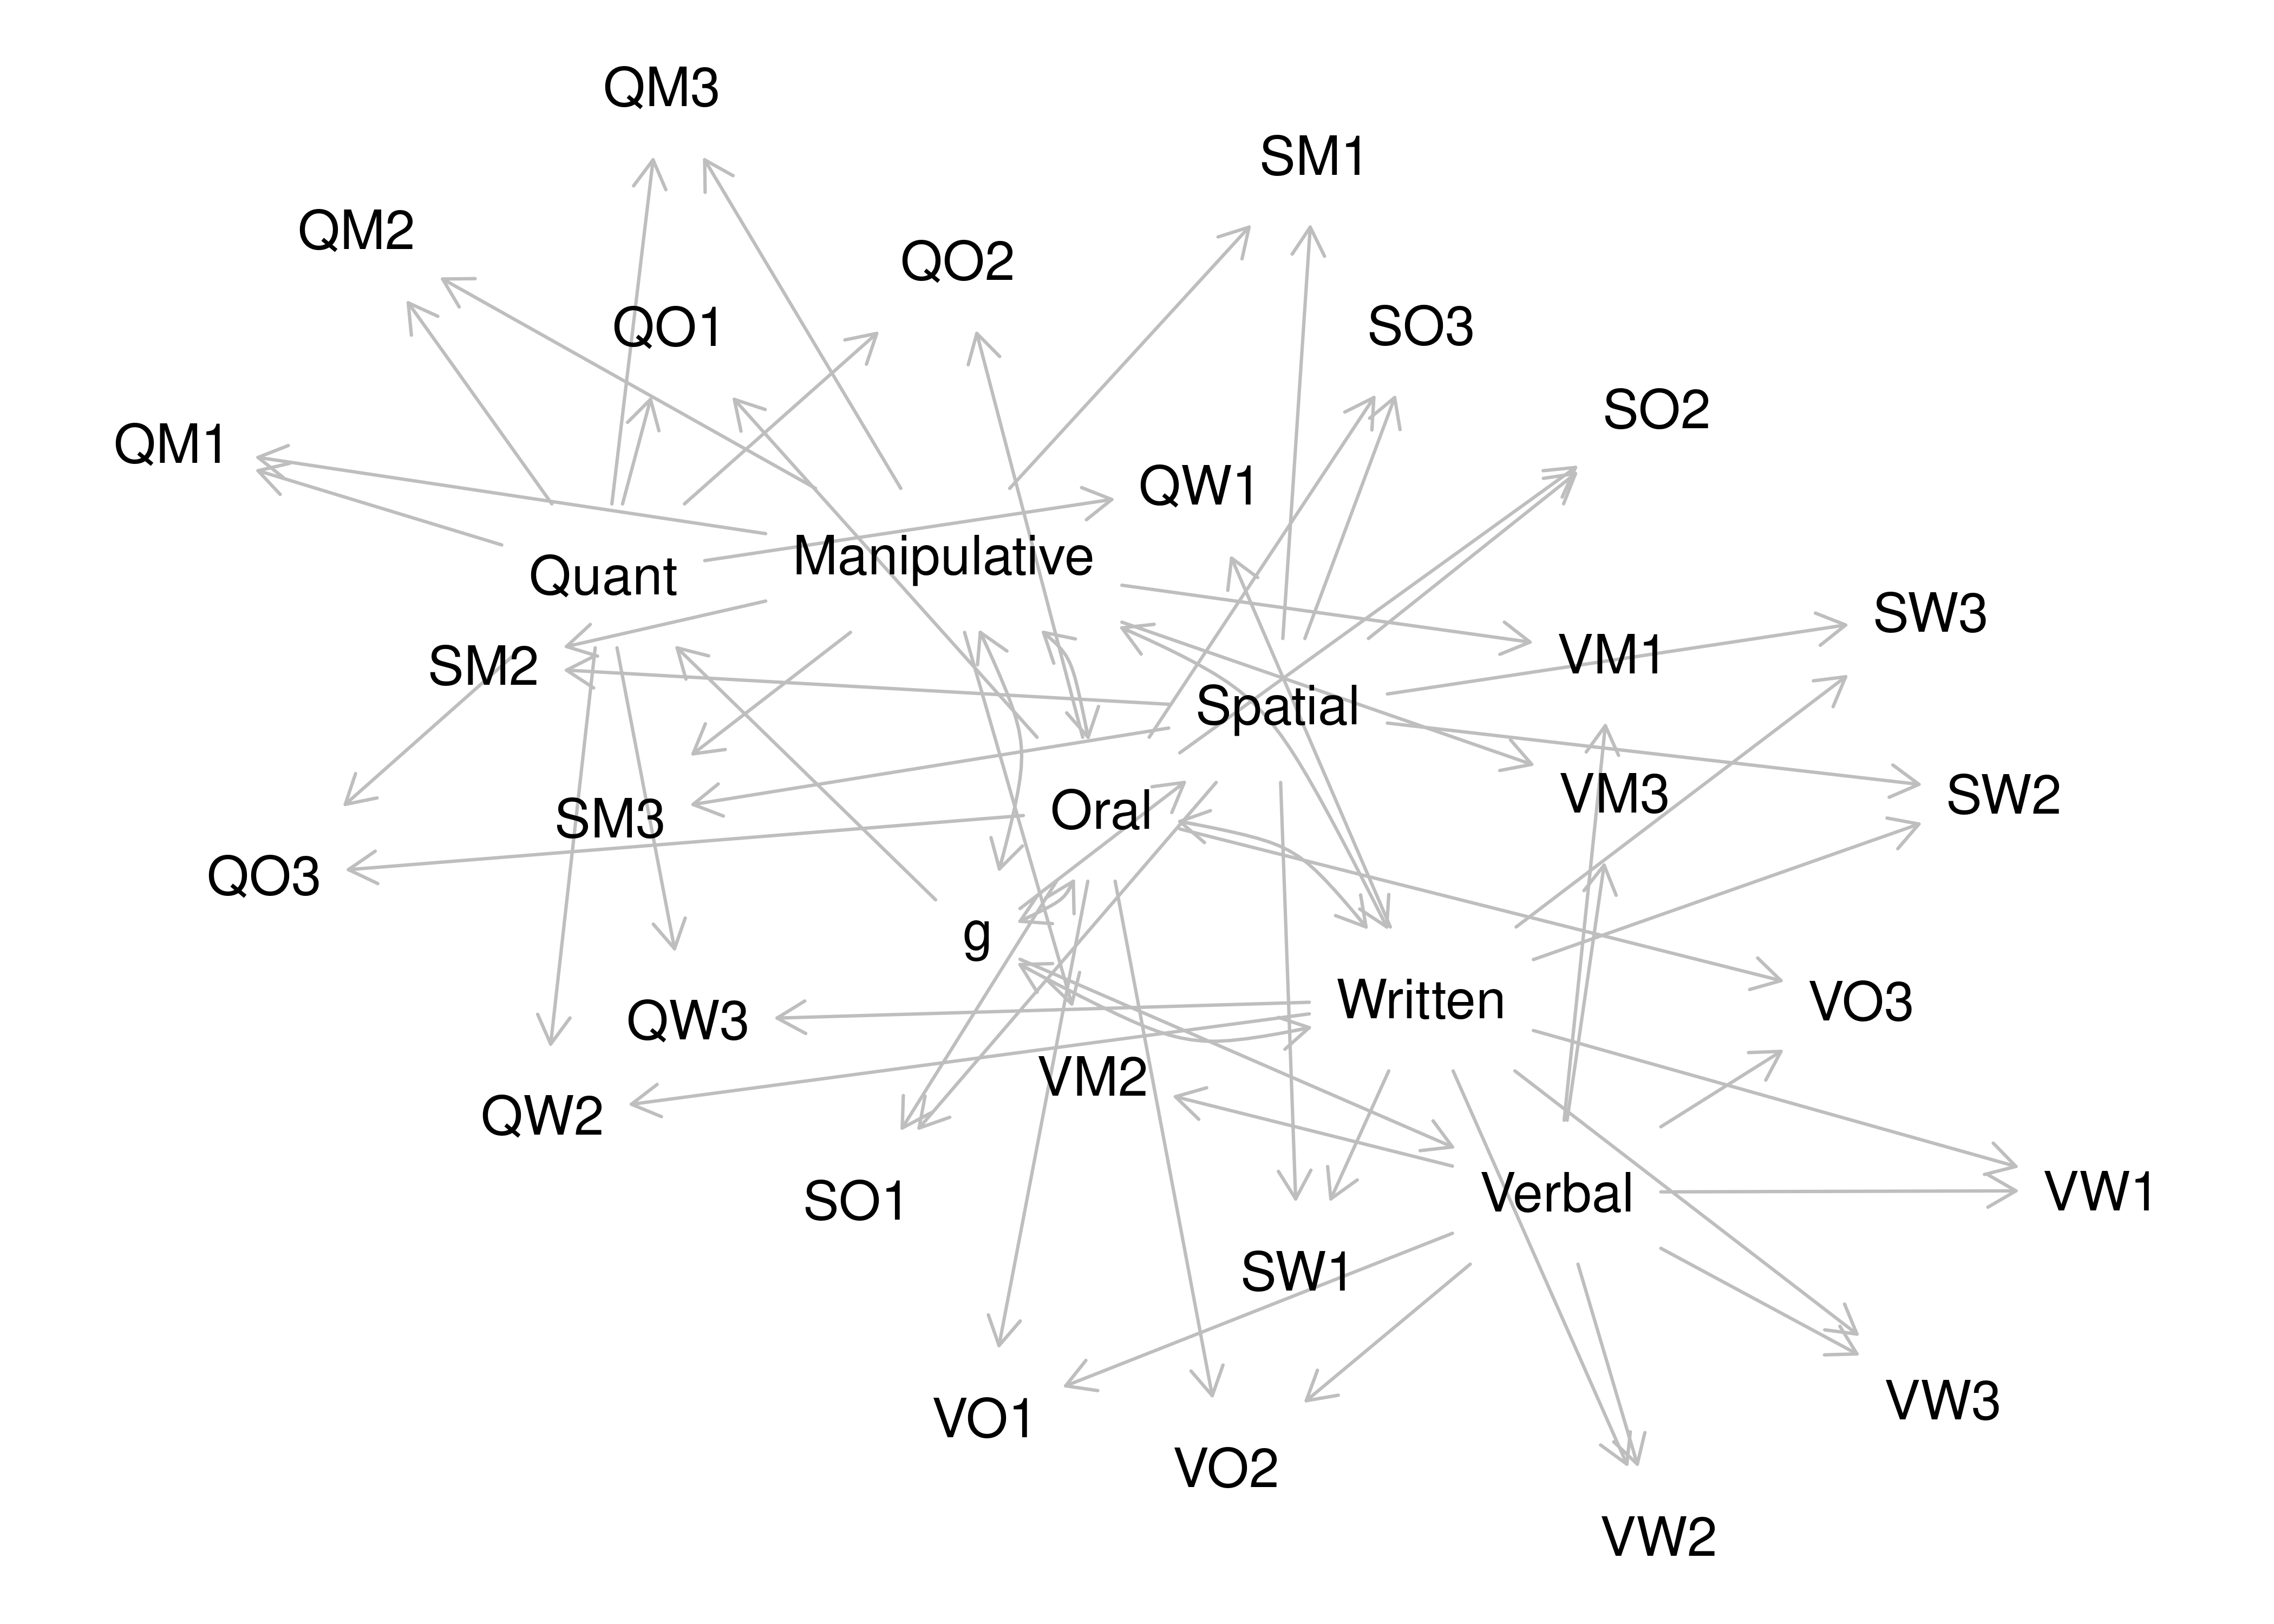 QM3
SM1
QM2
QO2
QO1
SO3
SO2
QM1
QW1
Manipulative
Quant
SW3
VM1
SM2
Spatial
VM3
SW2
Oral
SM3
QO3
g
Written
VO3
QW3
VM2
QW2
Verbal
VW1
SO1
SW1
VW3
VO1
VO2
VW2